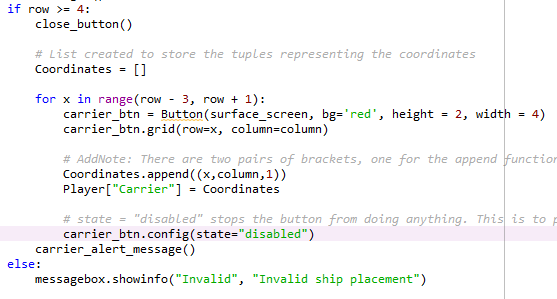 if row >= 4:
close_button()
# List created to store the tuples representing the coordinates
Coordinates = []
for x in range(row - 3, row + 1):
carrier_btn = Button(surface_screen, bg='red', height = 2, width = 4)
carrier_btn.grid(row=x, column=column)
# AddNote: There are two pairs of brackets, one for the append function
Coordinates.append((x,column,1))
Player["Carrier"] = Coordinates
# state = "disabled" stops the button from doing anything. This is to
carrier_btn.config(state="disabled")
carrier_alert_message()
else:
messagebox.showinfo("Invalid", "Invalid ship placement")